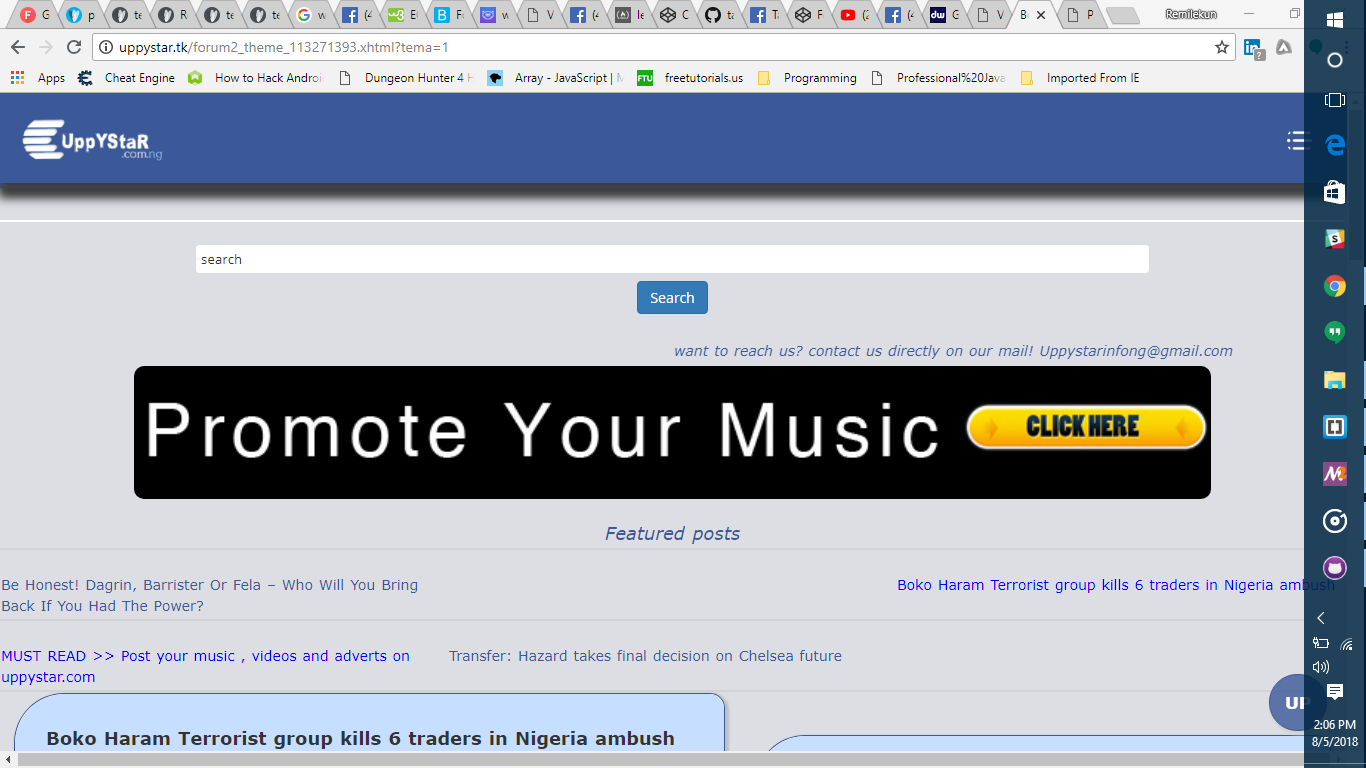 G
te
R
te
te
w
(4
Et
Fu
w
V
(4
le
C
ta
Ta
F
(2
(4
G
V
Bo
P
Remilekun
uppystar.tk/forum2_theme_113271393.xhtml?tema=1
Apps
Cheat Engine
How to Hack Androi
Dungeon Hunter 4 H
Array - JavaScript | M
FTU
freetutorials.us
Programming
Professional%20Java
Imported From IE
UppYStaR
.com.ng
search
Search
want to reach us? contact us directly on our mail! Uppystarinfong@gmail.com
Promote Your Music CLICK HERE
Featured posts
Be Honest! Dagrin, Barrister Or Fela – Who Will You Bring
Back If You Had The Power?
Boko Haram Terrorist group kills 6 traders in Nigeria ambush
MUST READ >> Post your music , videos and adverts on
uppystar.com
Transfer: Hazard takes final decision on Chelsea future
Boko Haram Terrorist group kills 6 traders in Nigeria ambush
UP
2:06 PM
8/5/2018